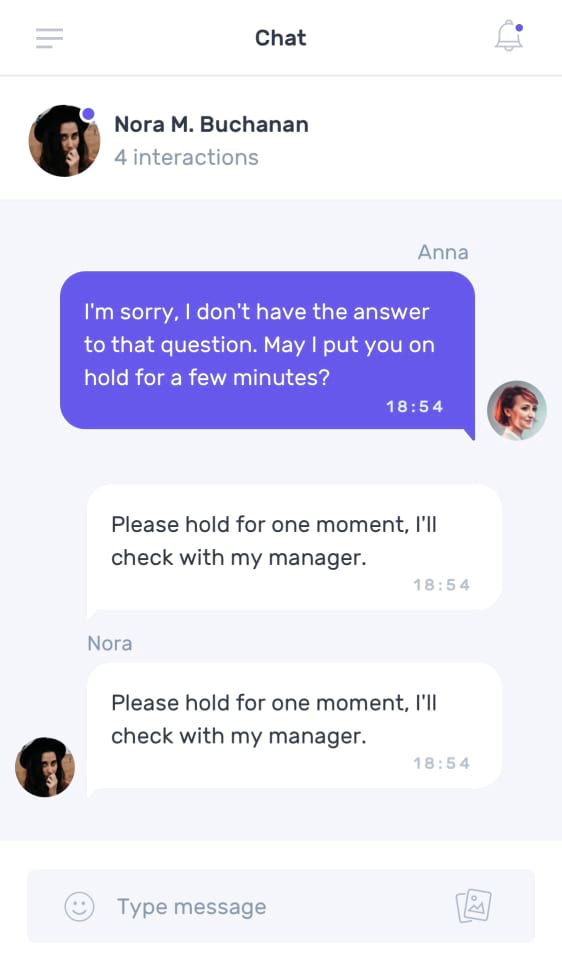 Chat
Nora M. Buchanan
4 interactions
Anna
I'm sorry, I don't have the answer
to that question. May I put you on
hold for a few minutes?
18:54
Please hold for one moment, I'll
check with my manager.
18:54
Nora
Please hold for one moment, I'll
check with my manager.
18:54
Type message